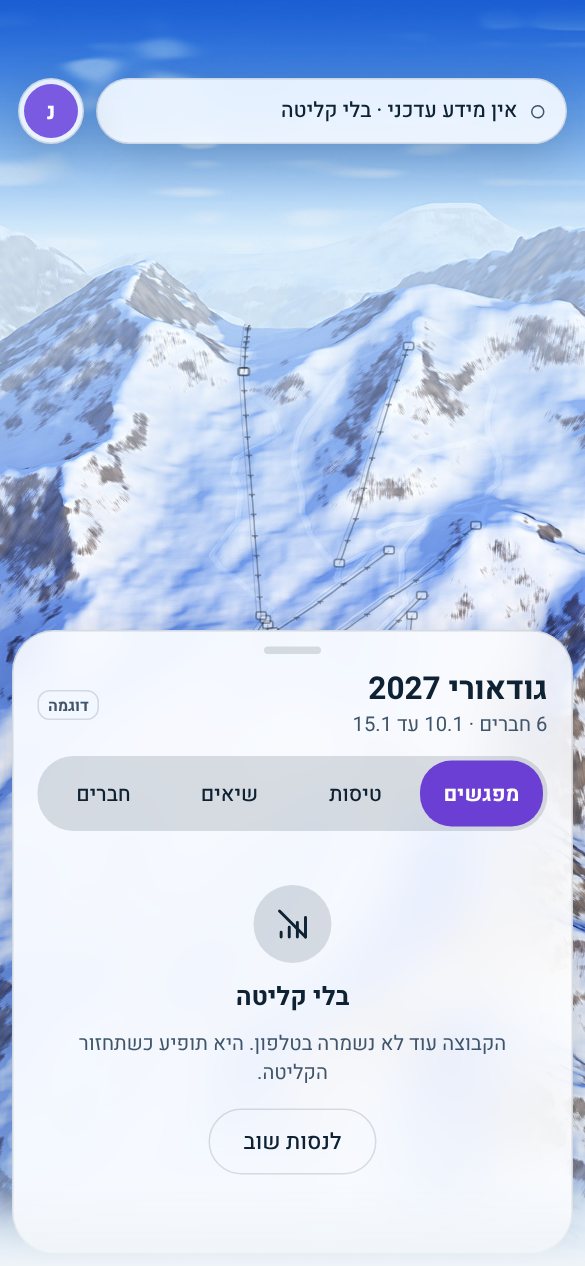 אין מידע עדכני · בלי קליטה
נ
גודאורי 2027
6 חברים · 10.1 עד 15.1
דוגמה
מפגשים
טיסות
שיאים
חברים
בלי קליטה
הקבוצה עוד לא נשמרה בטלפון. היא תופיע כשתחזור
הקליטה.
לנסות שוב